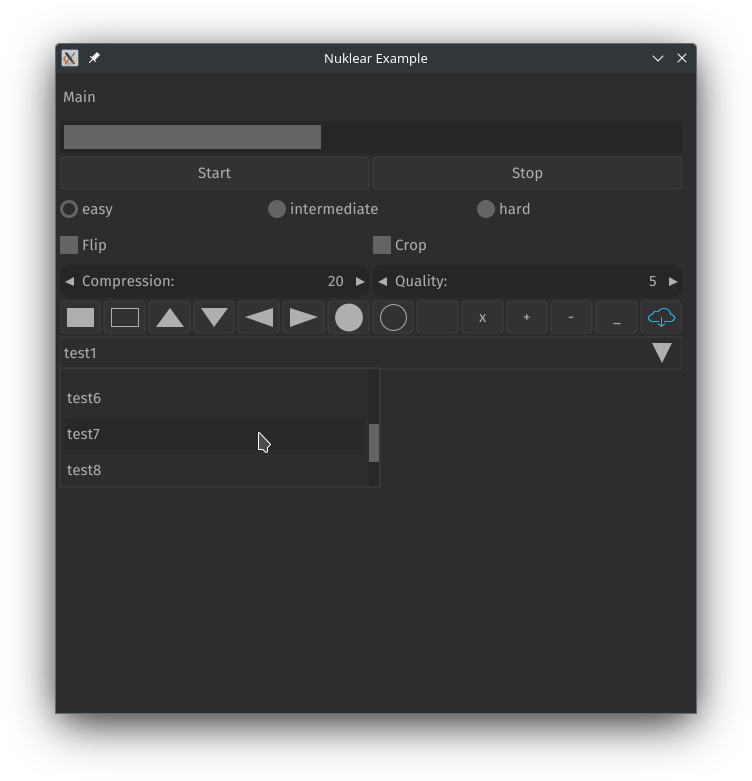 Nuklear Example
Main
Start Stop
easy intermediate hard
Flip Crop
Compression: 20 Quality: 5
x + - _
test1
test6
test7
test8